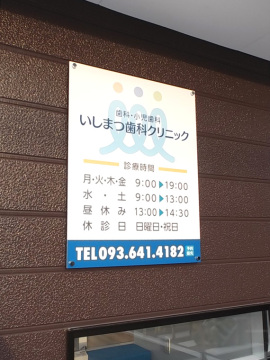 歯科・小児歯科
いしまつ歯科クリニック
診療時間
月・火・木・金 9:00▶19:00
水・土 9:00▶13:00
昼休み 13:00▶14:30
休診日 日曜日・祝日
TEL093.641.4182